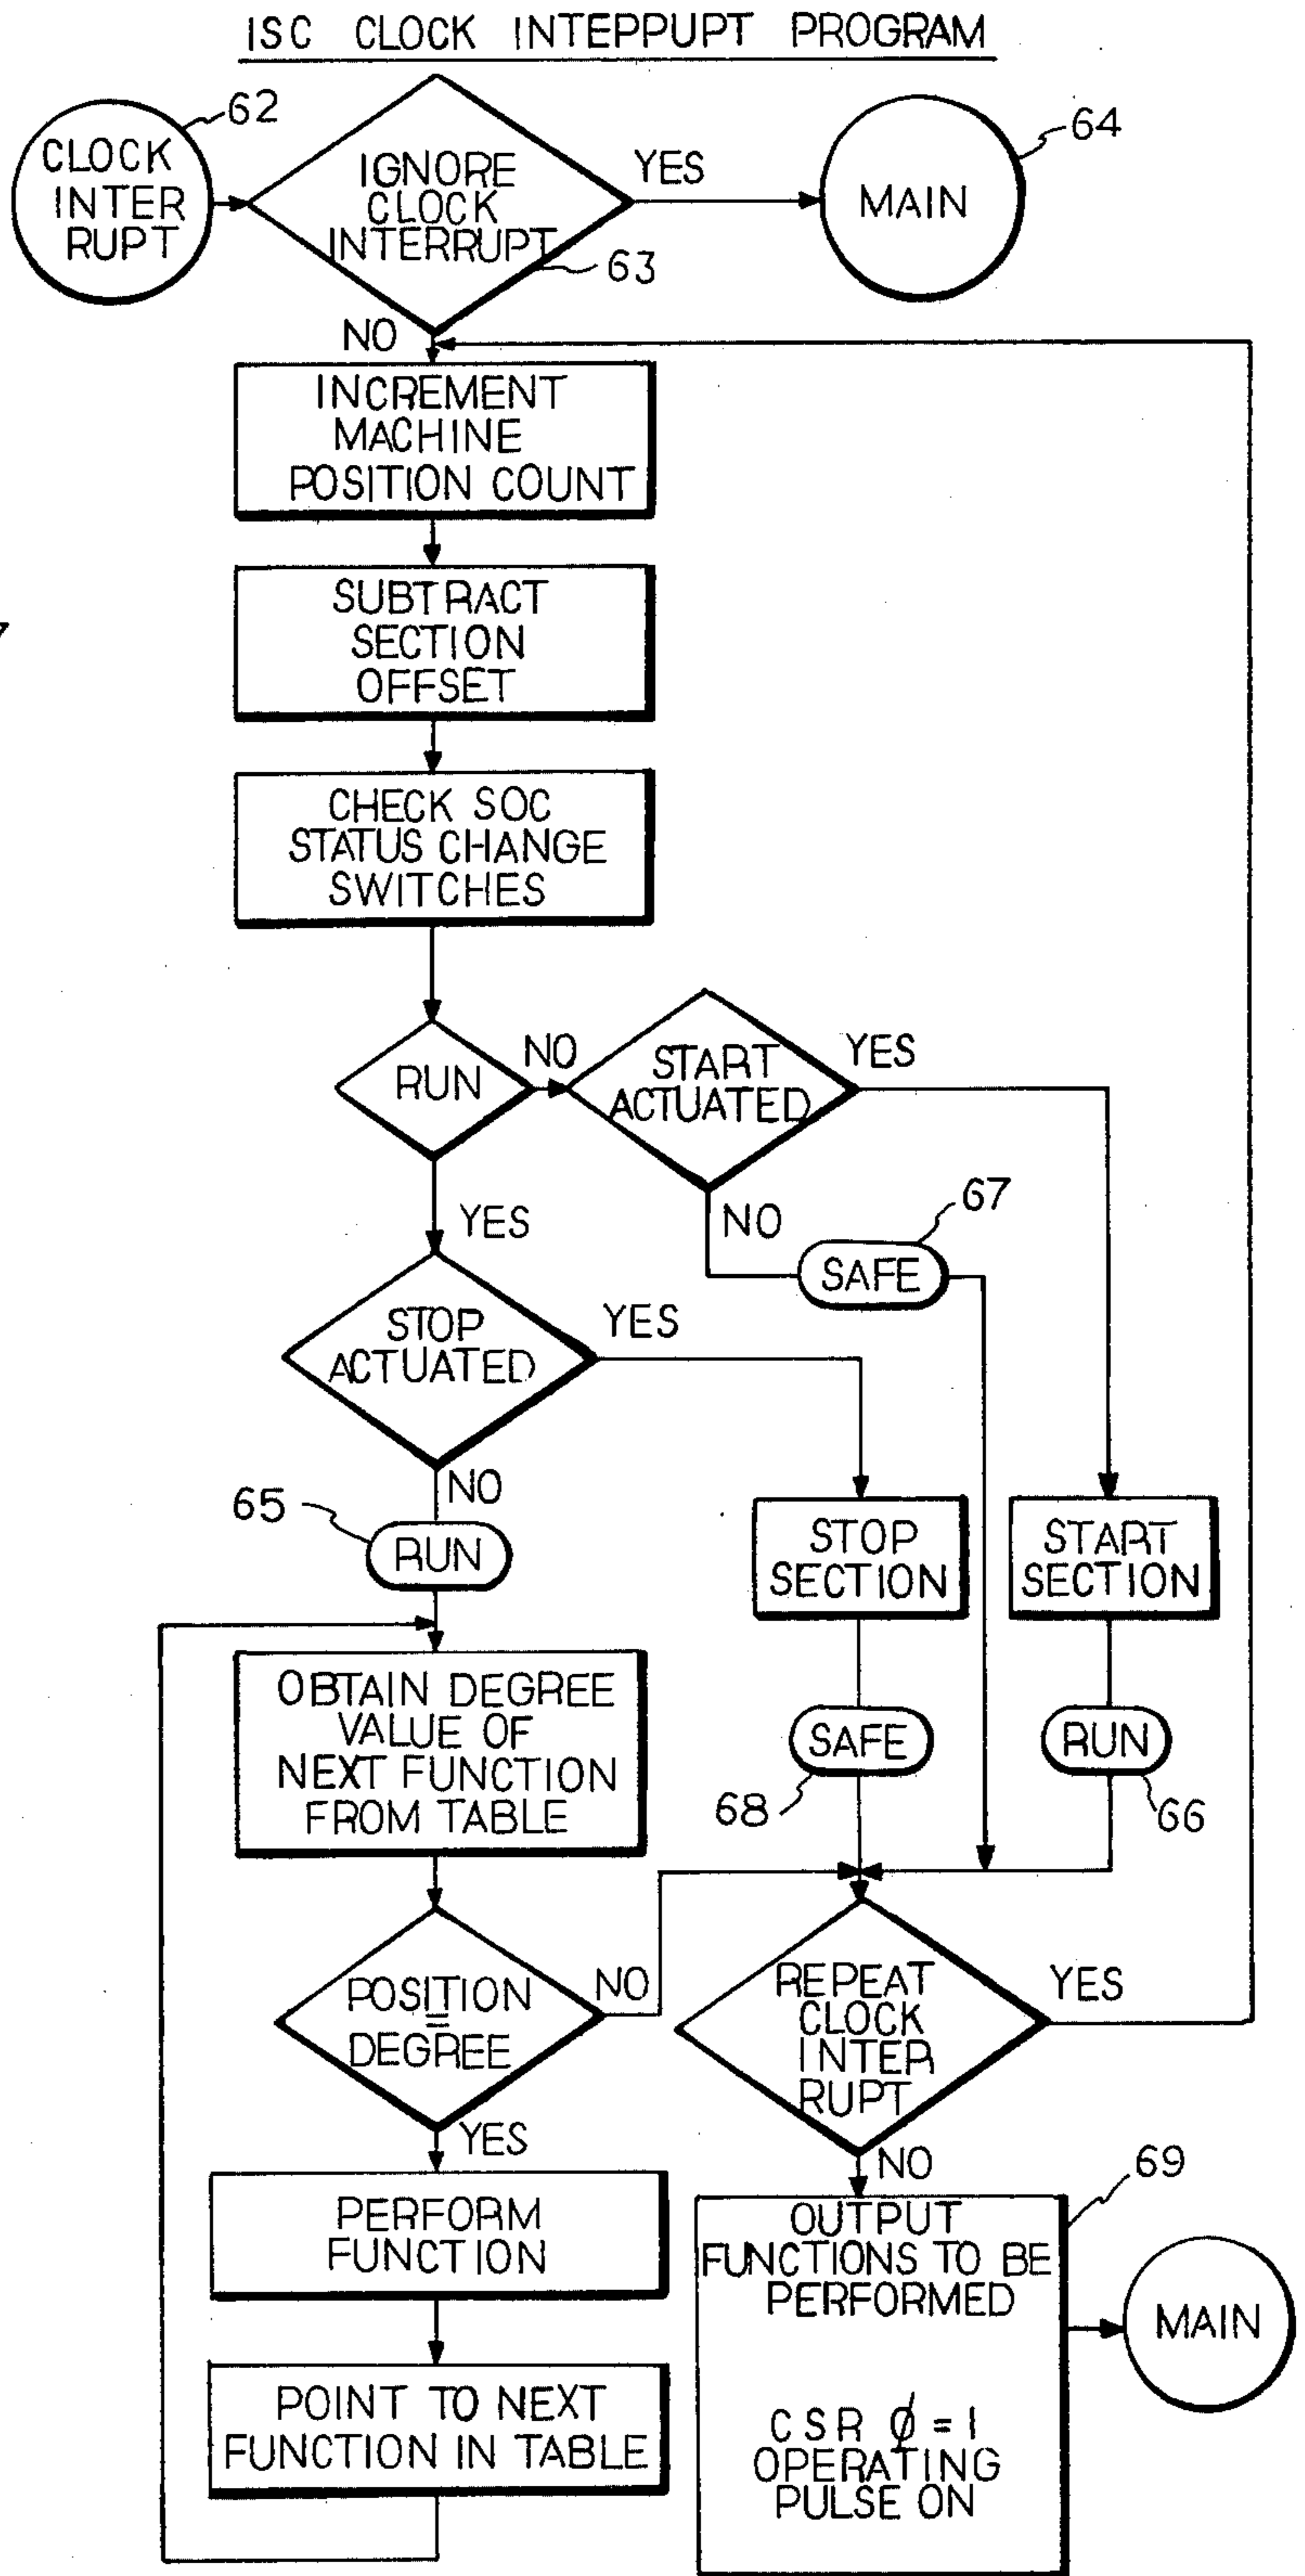 ISC CLOCK INTEPPUPT PROGRAM
CLOCK
INTER
RUPT
62
IGNORE
CLOCK
INTERRUPT
63
YES
MAIN
64
NO
INCREMENT
MACHINE
POSITION COUNT
SUBTRACT
SECTION
OFFSET
CHECK SOC
STATUS CHANGE
SWITCHES
RUN
NO
START
ACTUATED
YES
YES
NO
SAFE
67
STOP
ACTUATED
YES
NO
65
RUN
STOP
SECTION
START
SECTION
OBTAIN DEGREE
VALUE OF
NEXT FUNCTION
FROM TABLE
SAFE
68
RUN
66
POSITION
=
DEGREE
NO
REPEAT
CLOCK
INTER
RUPT
YES
YES
NO
PERFORM
FUNCTION
POINT TO NEXT
FUNCTION IN TABLE
OUTPUT
FUNCTIONS TO BE
PERFORMED
CSR Ø = 1
OPERATING
PULSE ON
69
MAIN